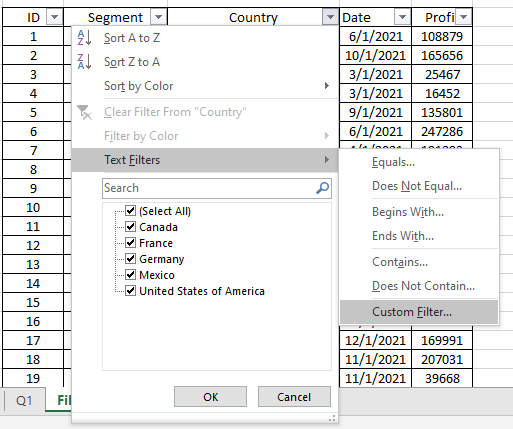 ID Segment Country Date Profi
1 Sort A to Z 6/1/2021 108879
2 Sort Z to A 10/1/2021 165656
3 3/1/2021 25467
4 Sort by Color 3/1/2021 16452
5 Clear Filter From "Country" 9/1/2021 135801
6 Filter by Color 6/1/2021 247286
7
8 Text Filters Equals...
9 Search Does Not Equal...
10 (Select All) Begins With...
11 Canada Ends With...
12 France
13 Germany Contains...
14 Mexico Does Not Contain...
15 United States of America
16 Custom Filter...
17 12/1/2021 169991
18 11/1/2021 207031
19 11/1/2021 39668
Q1 Fil OK Cancel